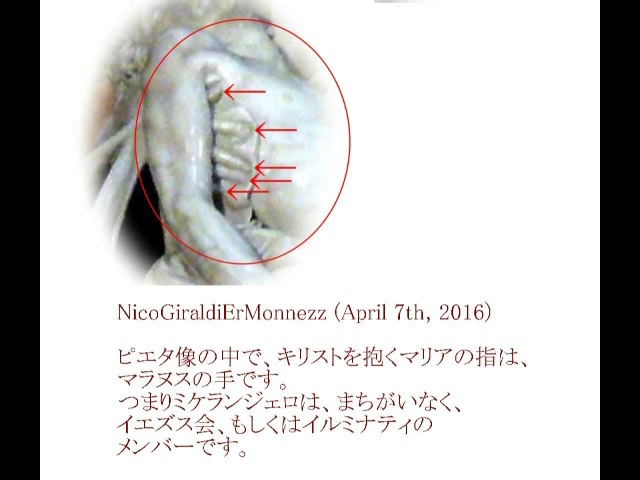 NicoGiraldiErMonnezz (April 7th, 2016)
ピエタ像の中で、キリストを抱くマリアの指は、
マラヌスの手です。
つまりミケランジェロは、まちがいなく、
イエズス会、もしくはイルミナティの
メンバーです。